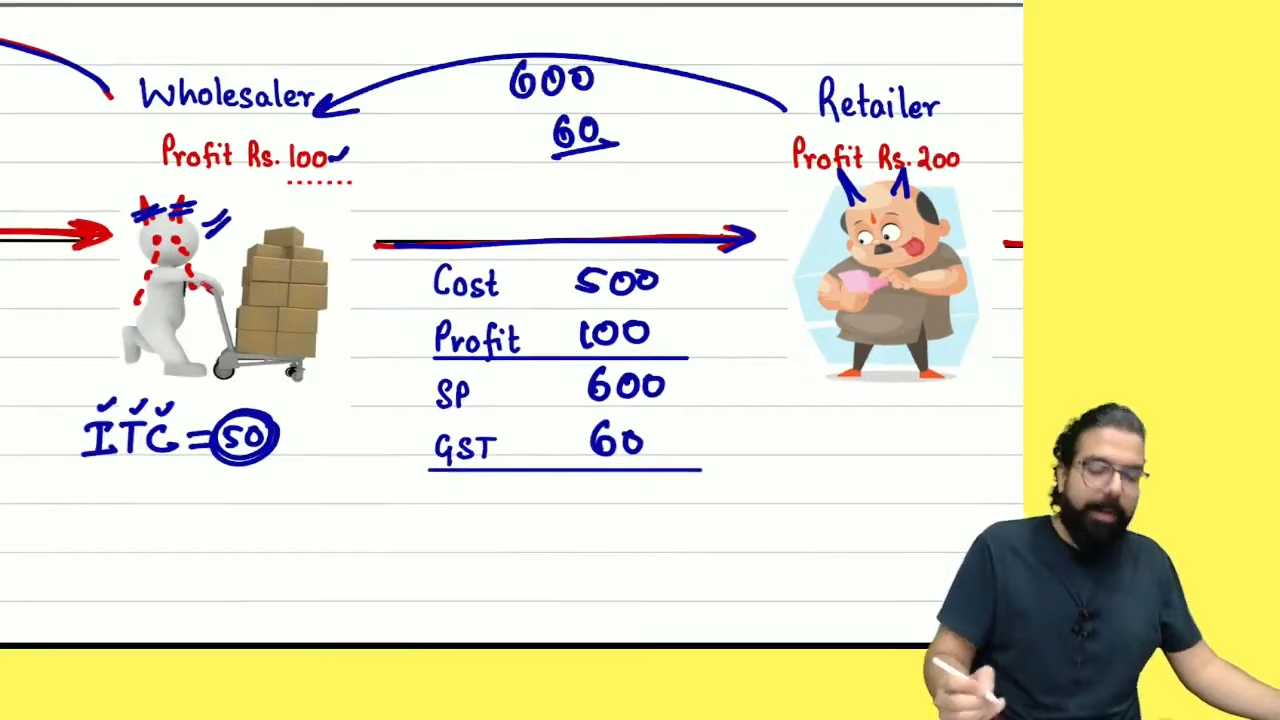 Wholesaler
Profit Rs. 100
ITC = 50
600
60
Cost 500
Profit 100
SP 600
GST 60
Retailer
Profit Rs. 200